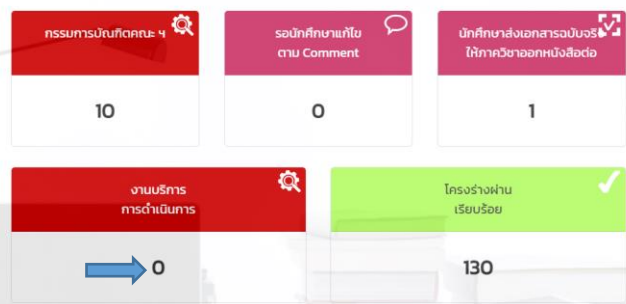 กรรมการบัณฑิตคณะ ฯ
10
รอนักศึกษาแก้ไข
ตาม Comment
0
นักศึกษาส่งเอกสารฉบับจริง
ให้ภาควิชาออกหนังสือต่อ
1
งานบริการ
การดำเนินการ
0
โครงร่างผ่าน
เรียบร้อย
130